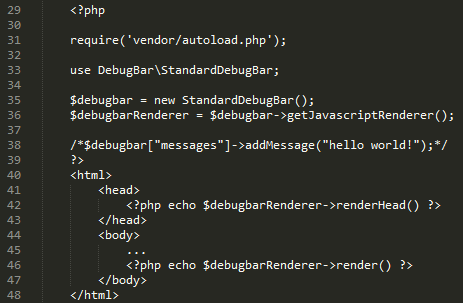 29 <?php
30
31 require('vendor/autoload.php');
32
33 use DebugBar\StandardDebugBar;
34
35 $debugbar = new StandardDebugBar();
36 $debugbarRenderer = $debugbar->getJavascriptRenderer();
37
38 /*$debugbar["messages"]->addMessage("hello world!");*/
39 ?>
40 <html>
41     <head>
42         <?php echo $debugbarRenderer->renderHead() ?>
43     </head>
44     <body>
45         ...
46         <?php echo $debugbarRenderer->render() ?>
47     </body>
48 </html>